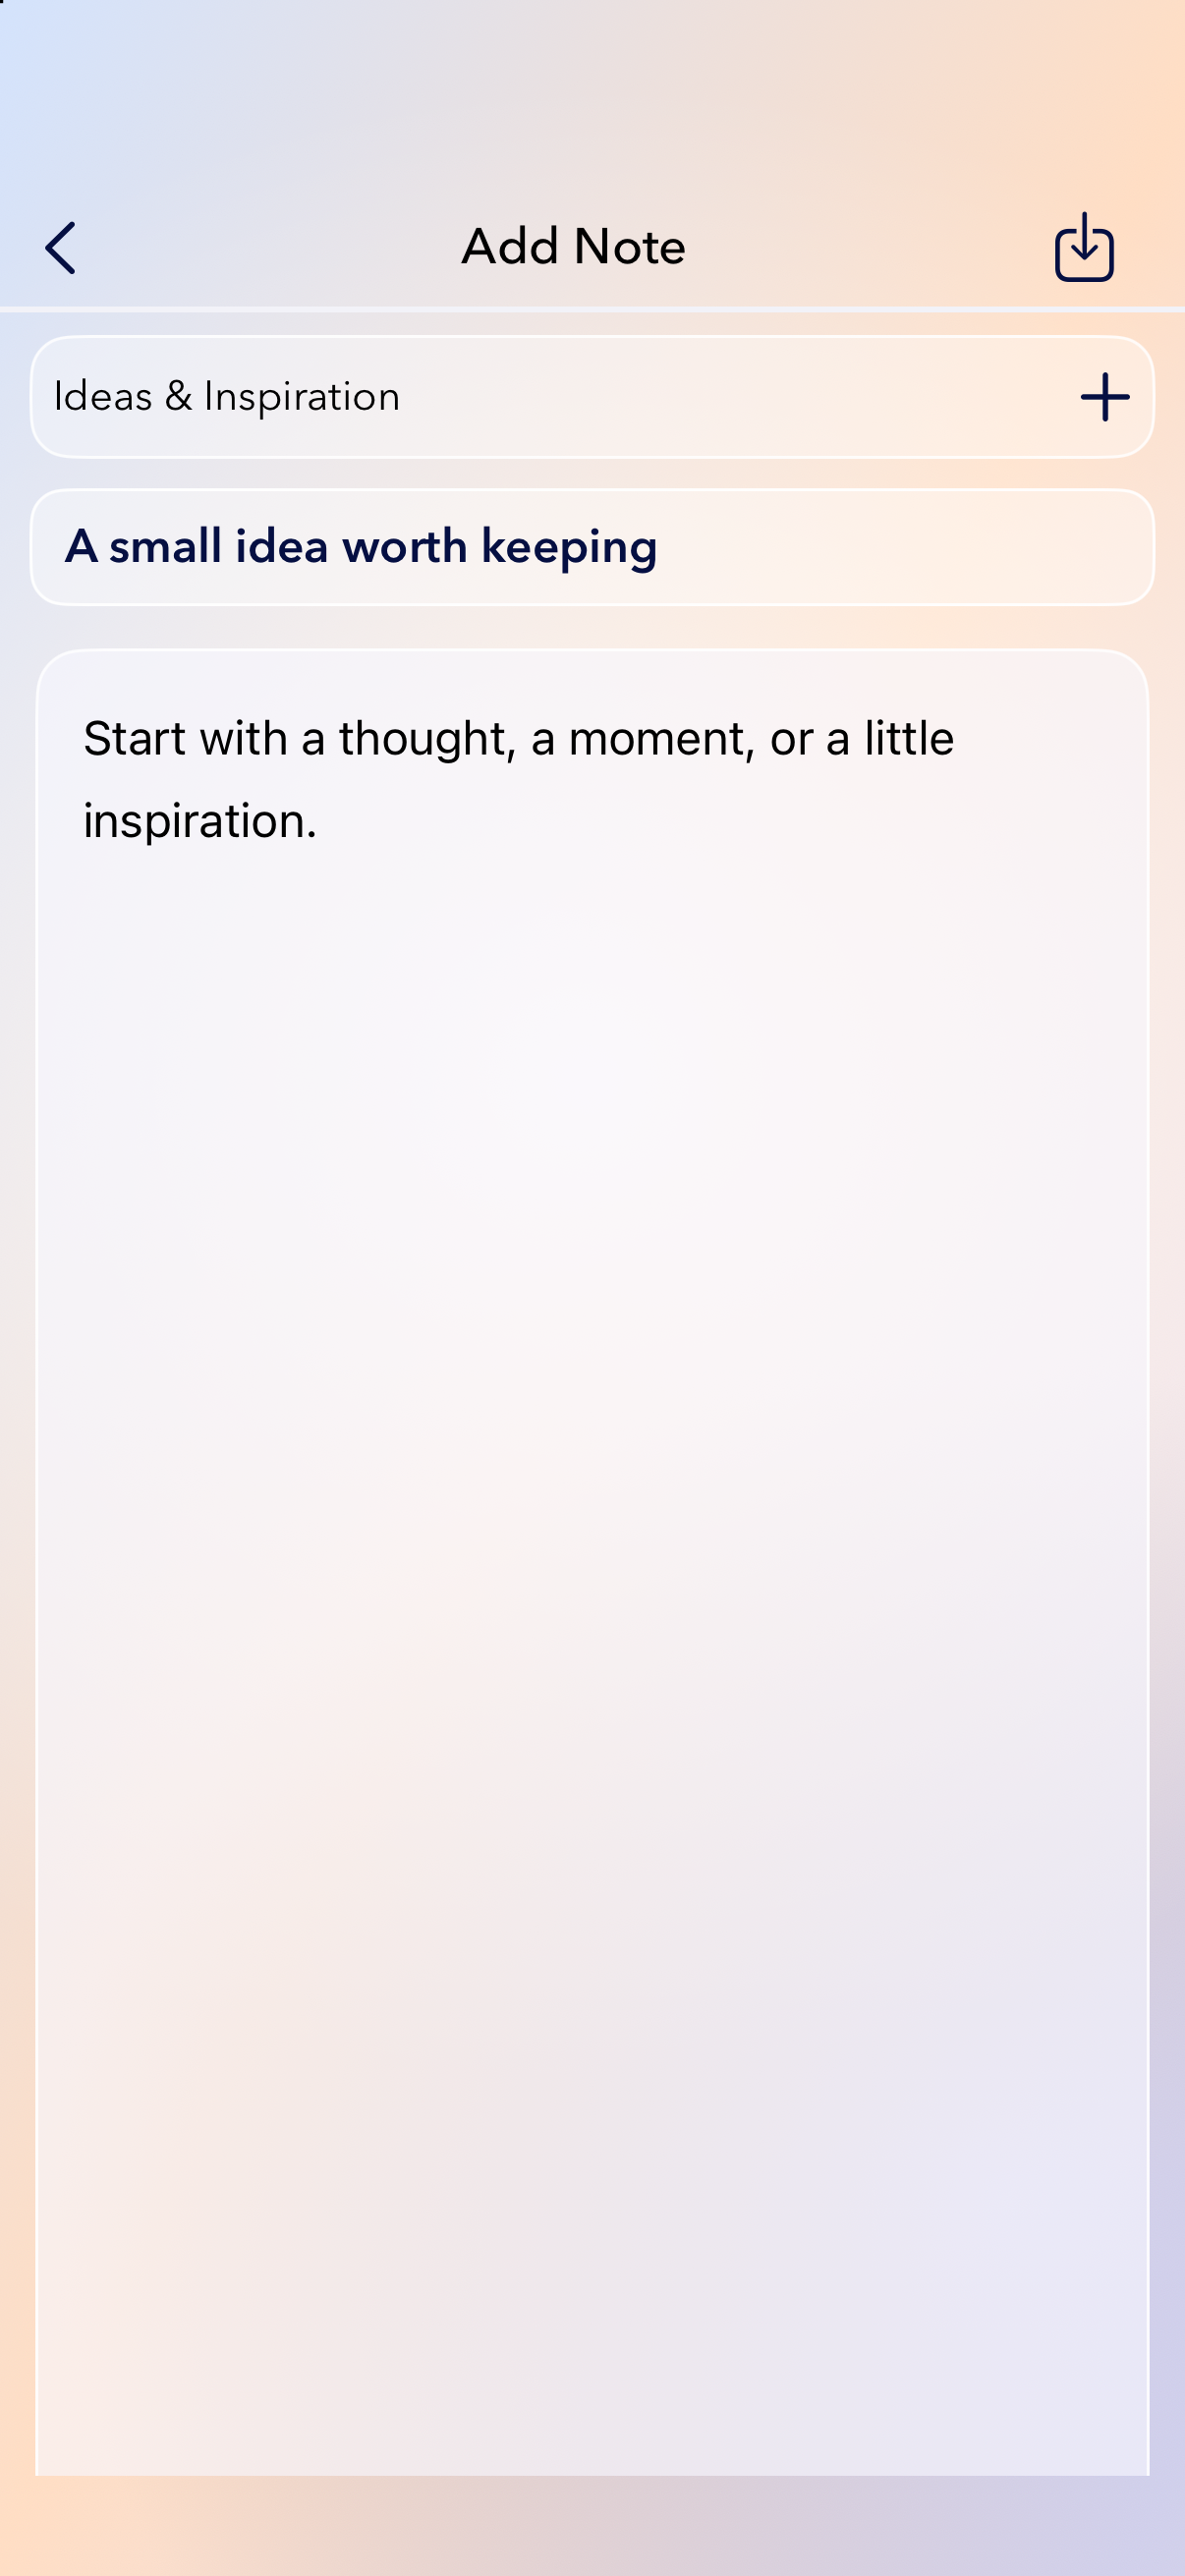 Add Note
Ideas & Inspiration
A small idea worth keeping
Start with a thought, a moment, or a little
inspiration.